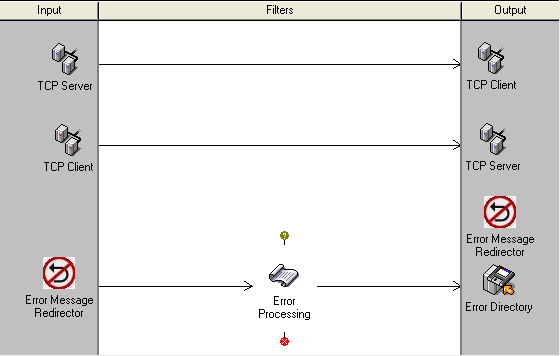 Input
Filters
Output
TCP Server
TCP Client
TCP Client
TCP Server
Error Message
Redirector
Error Message
Redirector
Error
Processing
Error Directory
?